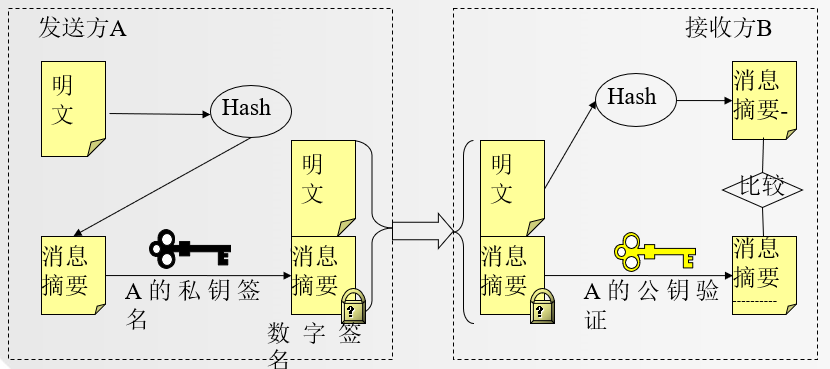 发送方A
接收方B
明
文
Hash
消息
摘要
A的私钥签
名
明
文
消息
摘要
?
数字签
名
明
文
消息
摘要
?
Hash
消息
摘要-
比较
A的公钥验
证
消息
摘要
-----------